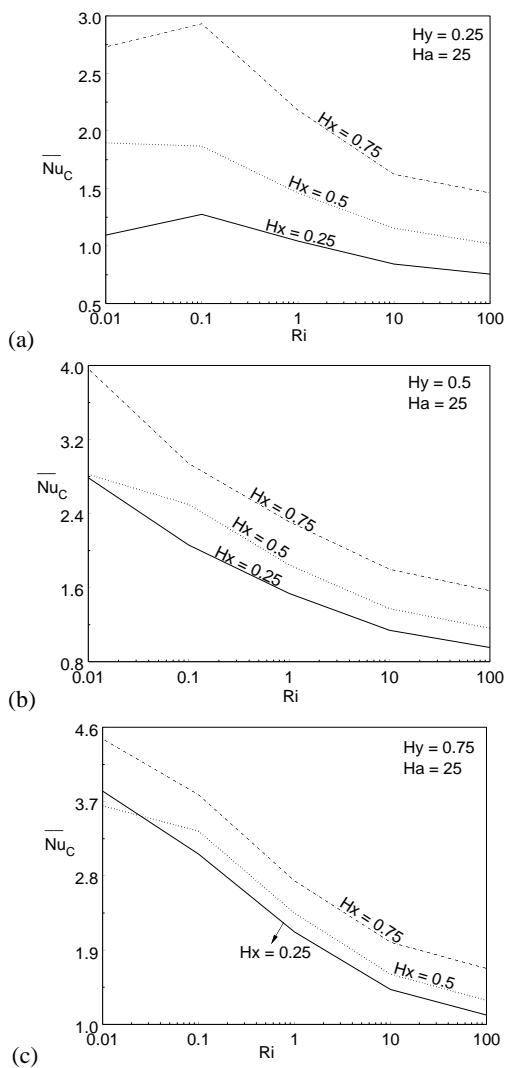 3.0
Hy = 0.25
Ha = 25
2.5
Hx = 0.75
2.0
Nu_C
1.5
Hx = 0.5
Hx = 0.25
1.0
0.5
0.01 0.1 1 10 100
Ri
(a)
4.0
Hy = 0.5
Ha = 25
3.2
Nu_C
2.4
Hx = 0.75
Hx = 0.5
Hx = 0.25
1.6
0.8
0.01 0.1 1 10 100
Ri
(b)
4.6
Hy = 0.75
Ha = 25
3.7
Nu_C
2.8
Hx = 0.75
1.9
Hx = 0.25
Hx = 0.5
1.0
0.01 0.1 1 10 100
Ri
(c)